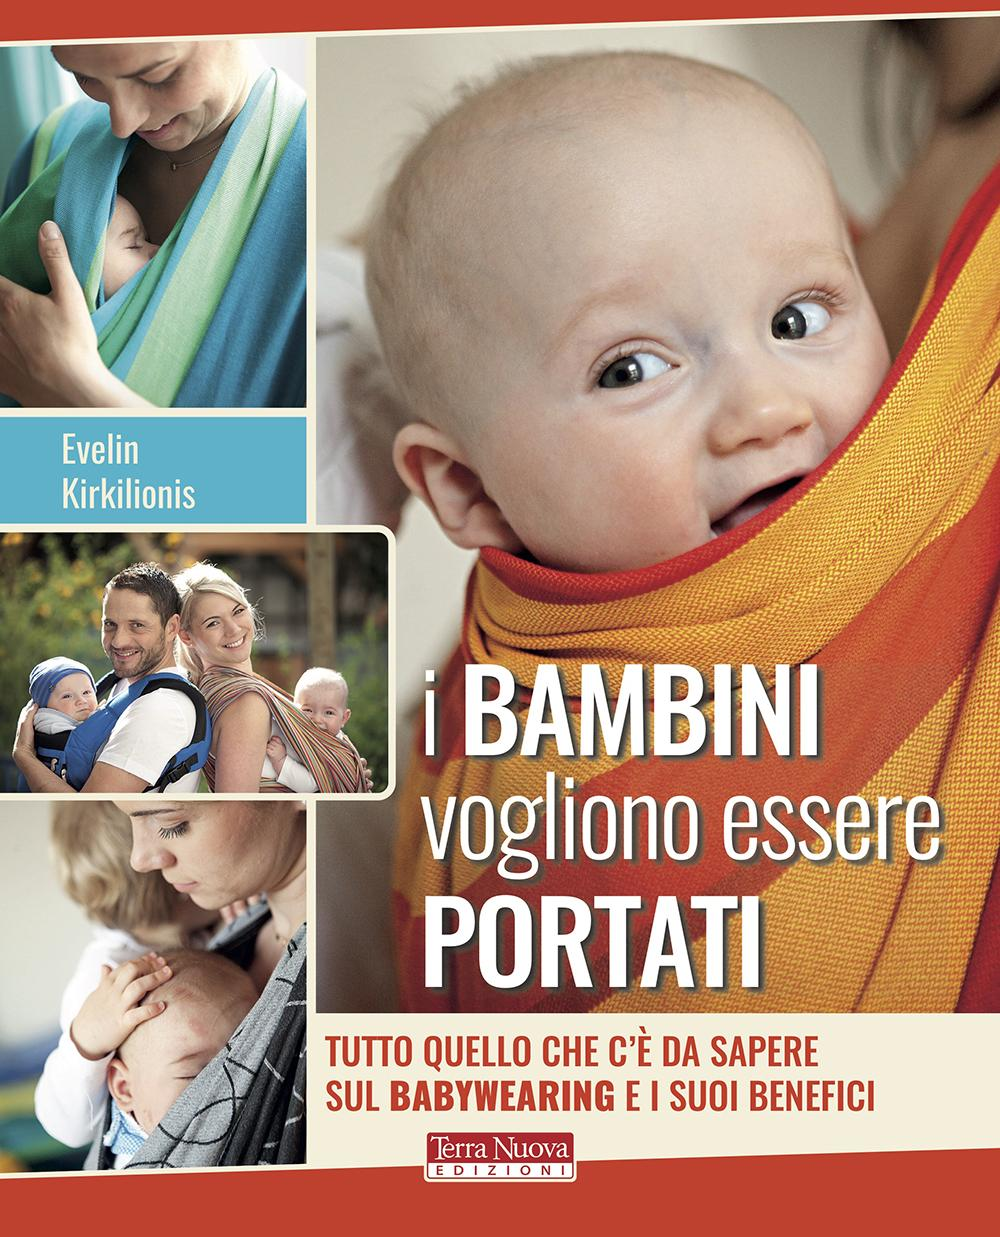 Evelin
Kirkilionis
i BAMBINI
vogliono essere
PORTATI
TUTTO QUELLO CHE C'È DA SAPERE
SUL BABYWEARING E I SUOI BENEFICI
Terra Nuova
EDIZIONI